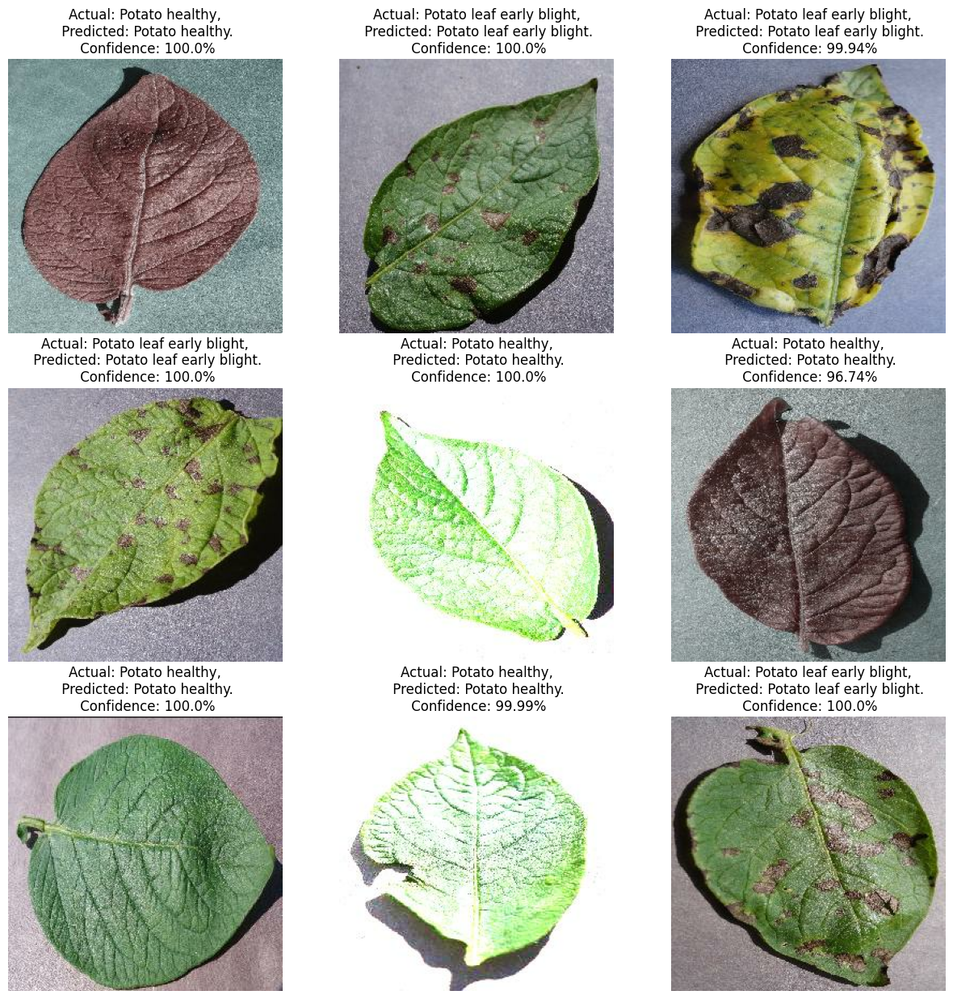 Actual: Potato healthy,
Predicted: Potato healthy.
Confidence: 100.0%
Actual: Potato leaf early blight,
Predicted: Potato leaf early blight.
Confidence: 100.0%
Actual: Potato leaf early blight,
Predicted: Potato leaf early blight.
Confidence: 99.94%
Actual: Potato leaf early blight,
Predicted: Potato leaf early blight.
Confidence: 100.0%
Actual: Potato healthy,
Predicted: Potato healthy.
Confidence: 100.0%
Actual: Potato healthy,
Predicted: Potato healthy.
Confidence: 96.74%
Actual: Potato healthy,
Predicted: Potato healthy.
Confidence: 100.0%
Actual: Potato healthy,
Predicted: Potato healthy.
Confidence: 99.99%
Actual: Potato leaf early blight,
Predicted: Potato leaf early blight.
Confidence: 100.0%